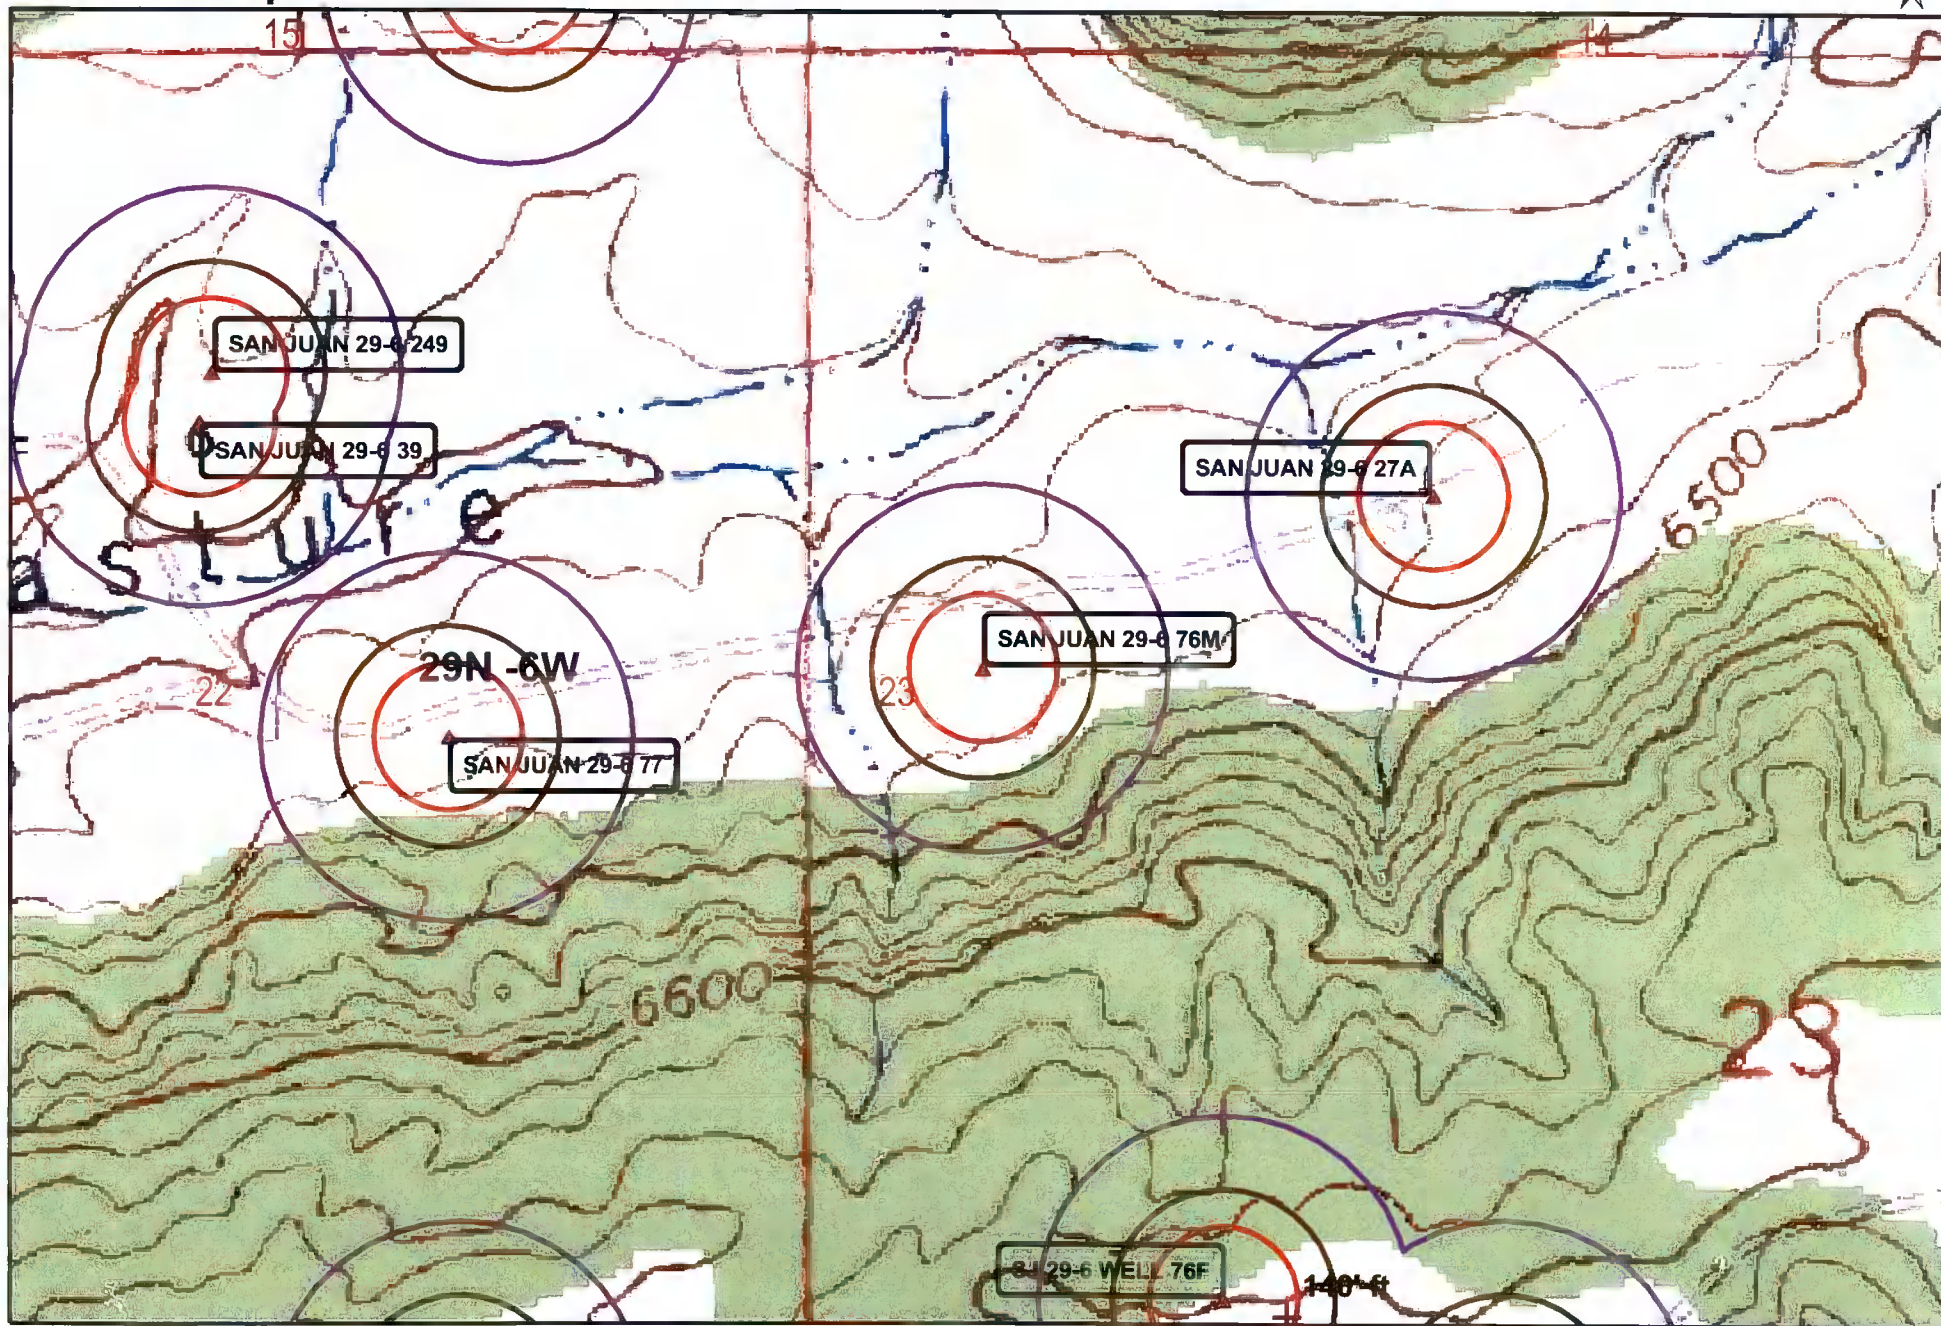 15
14
SAN JUAN 29-6 249
SAN JUAN 29-6 39
SAN JUAN 29-6 27A
6500
asture
SAN JUAN 29-6 76M
29N -6W
22
23
SAN JUAN 29-6 77
6600
23
SJ 29-6 WELL 76F
140' ft